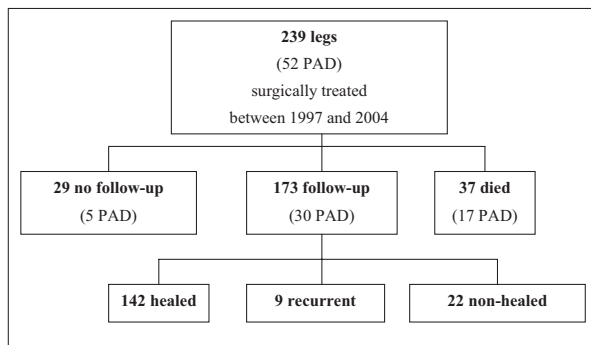 239 legs
(52 PAD)
surgically treated
between 1997 and 2004
29 no follow-up
(5 PAD)
173 follow-up
(30 PAD)
37 died
(17 PAD)
142 healed
9 recurrent
22 non-healed